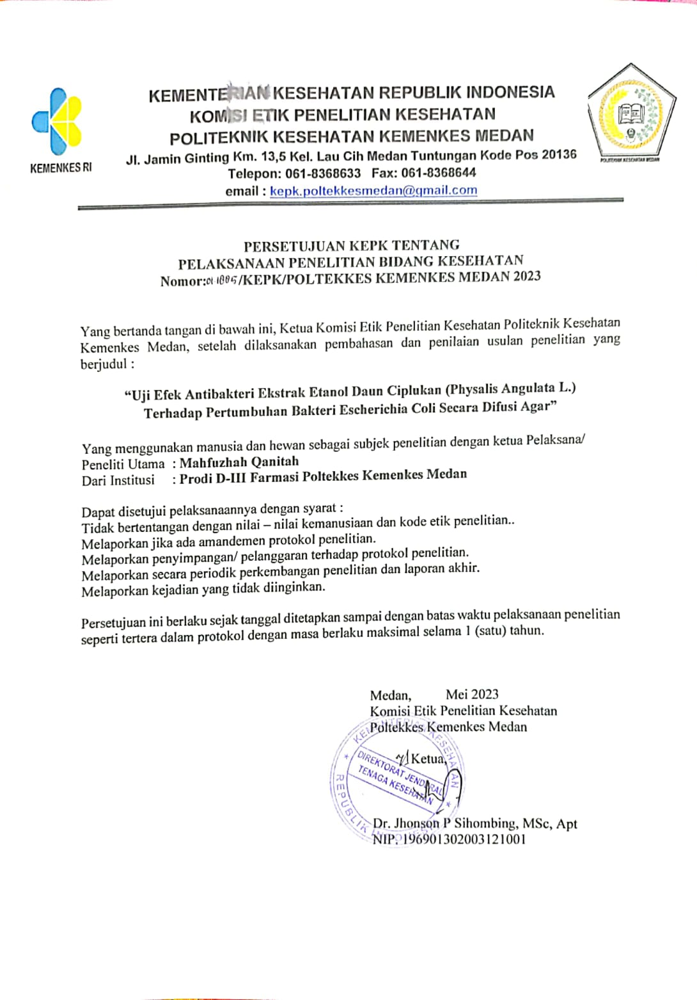 KEMENKES RI
KEMENTERIAN KESEHATAN REPUBLIK INDONESIA
KOMISI ETIK PENELITIAN KESEHATAN
POLITEKNIK KESEHATAN KEMENKES MEDAN
Jl. Jamin Ginting Km. 13,5 Kel. Lau Cih Medan Tuntungan Kode Pos 20136
Telepon: 061-8368633 Fax: 061-8368644
email : kepk.poltekkesmedan@gmail.com
POLITEKNIK KESEHATAN MEDAN
PERSETUJUAN KEPK TENTANG
PELAKSANAAN PENELITIAN BIDANG KESEHATAN
Nomor: /KEPK/POLTEKKES KEMENKES MEDAN 2023
Yang bertanda tangan di bawah ini, Ketua Komisi Etik Penelitian Kesehatan Politeknik Kesehatan
Kemenkes Medan, setelah dilaksanakan pembahasan dan penilaian usulan penelitian yang
berjudul :
“Uji Efek Antibakteri Ekstrak Etanol Daun Ciplukan (Physalis Angulata L.)
Terhadap Pertumbuhan Bakteri Escherichia Coli Secara Difusi Agar”
Yang menggunakan manusia dan hewan sebagai subjek penelitian dengan ketua Pelaksana/
Peneliti Utama : Mahfuzhah Qanitah
Dari Institusi : Prodi D-III Farmasi Poltekkes Kemenkes Medan
Dapat disetujui pelaksanaannya dengan syarat :
Tidak bertentangan dengan nilai – nilai kemanusiaan dan kode etik penelitian..
Melaporkan jika ada amandemen protokol penelitian.
Melaporkan penyimpangan/ pelanggaran terhadap protokol penelitian.
Melaporkan secara periodik perkembangan penelitian dan laporan akhir.
Melaporkan kejadian yang tidak diinginkan.
Persetujuan ini berlaku sejak tanggal ditetapkan sampai dengan batas waktu pelaksanaan penelitian
seperti tertera dalam protokol dengan masa berlaku maksimal selama 1 (satu) tahun.
Medan, Mei 2023
Komisi Etik Penelitian Kesehatan
Poltekkes Kemenkes Medan
Ketua,
KEMENTERIAN KESEHATAN
DIREKTORAT JENDERAL
TENAGA KESEHATAN
REPUBLIK INDONESIA
Dr. Jhonson P Sihombing, MSc, Apt
NIP. 196901302003121001